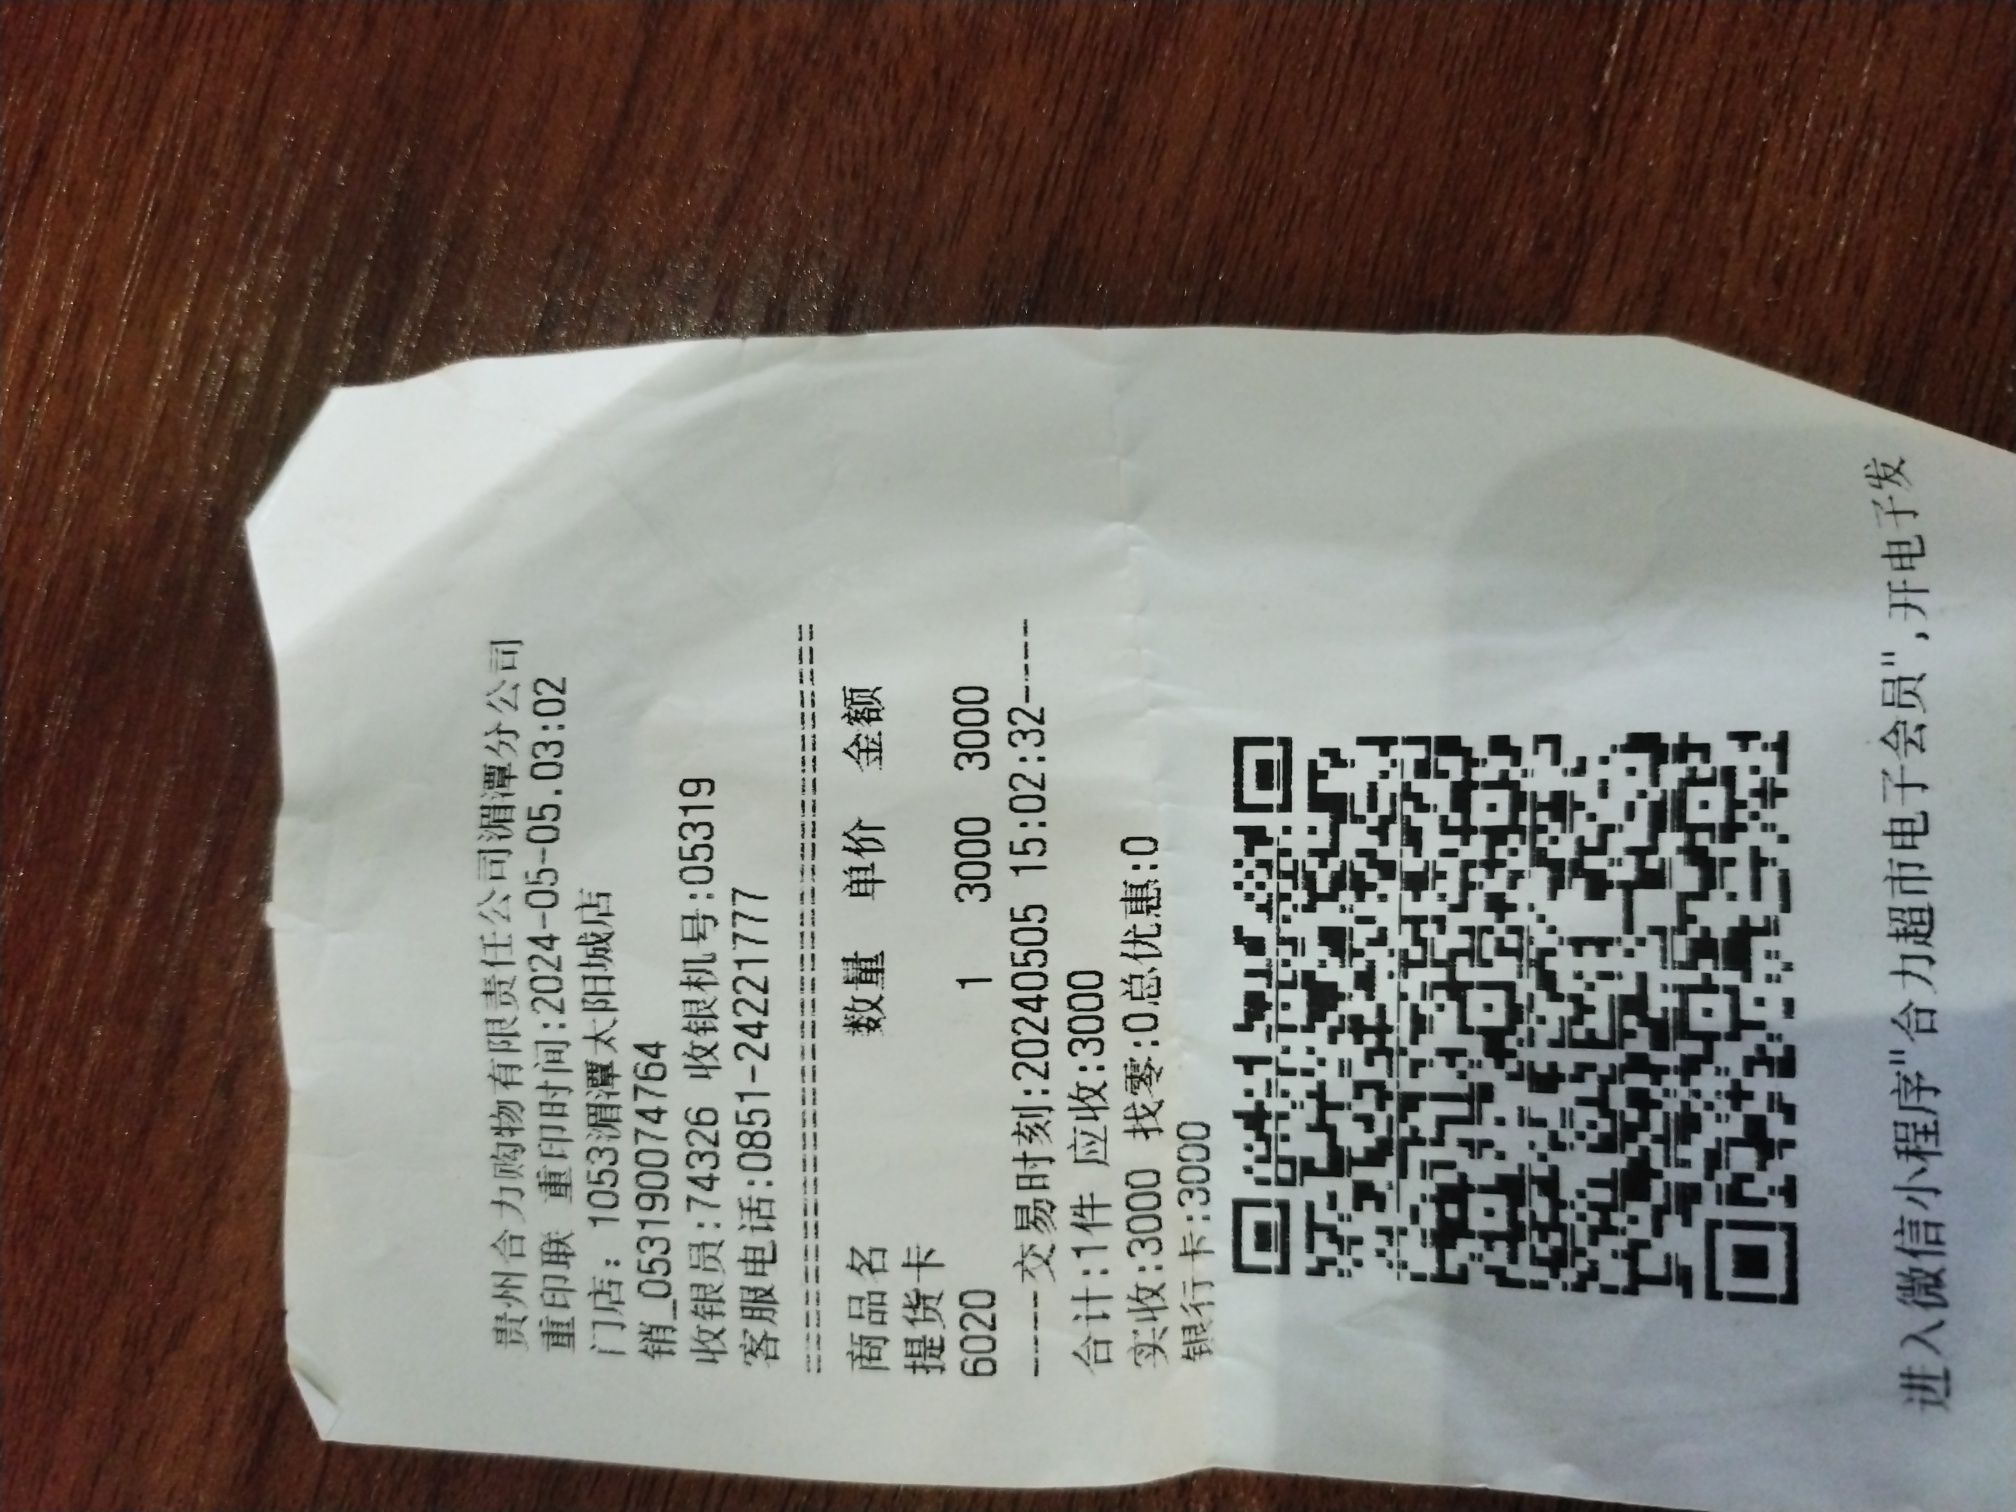 贵州合力购物有限责任公司湄潭分公司
重印联 重印时间:2024-05-05.03:02
门店: 1053湄潭太阳城店
销_053190074764
收银员:74326 收银机号:05319
客服电话:0851-24221777
================================
商品名 数量 单价 金额
提货卡
6020 1 3000 3000
----交易时刻:20240505 15:02:32----
合计:1件 应收:3000
实收:3000 找零:0总优惠:0
银行卡:3000
进入微信小程序"合力超市电子会员",开电子发